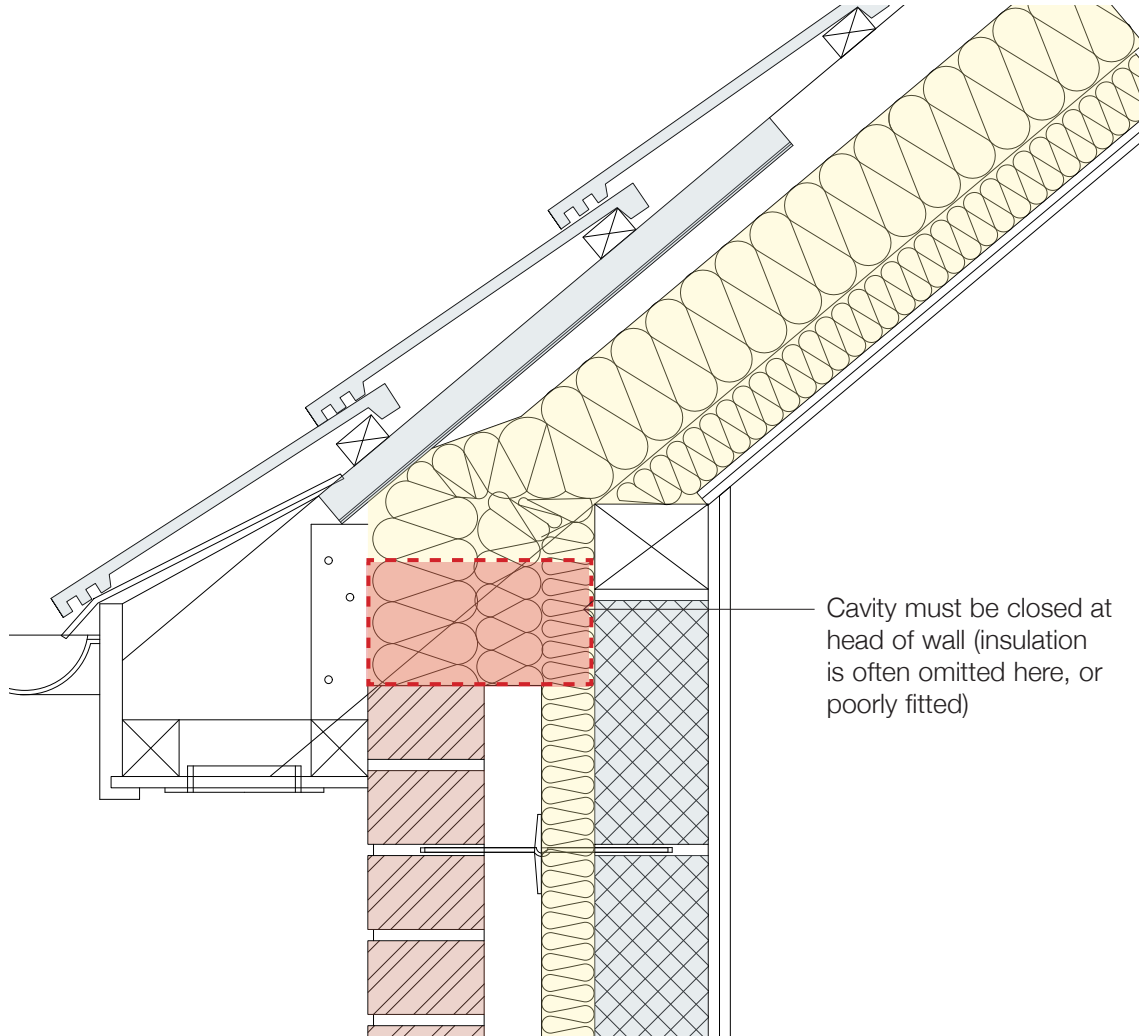 Cavity must be closed at
head of wall (insulation
is often omitted here, or
poorly fitted)